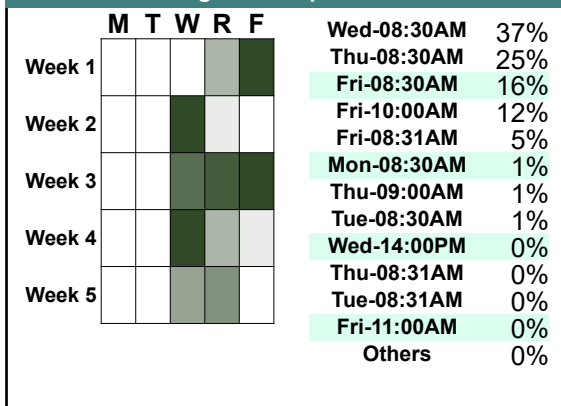 M T W R F
Week 1
Week 2
Week 3
Week 4
Week 5
Wed-08:30AM 37%
Thu-08:30AM 25%
Fri-08:30AM 16%
Fri-10:00AM 12%
Fri-08:31AM 5%
Mon-08:30AM 1%
Thu-09:00AM 1%
Tue-08:30AM 1%
Wed-14:00PM 0%
Thu-08:31AM 0%
Tue-08:31AM 0%
Fri-11:00AM 0%
Others 0%